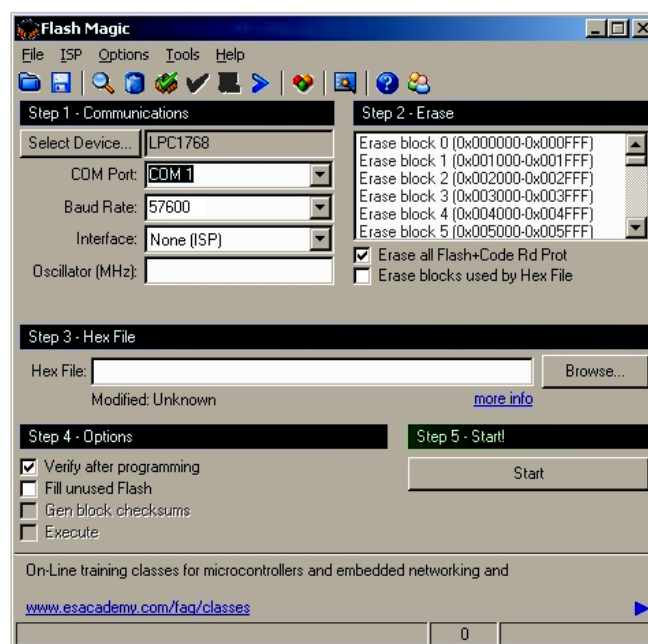 Flash Magic
File ISP Options Tools Help
Step 1 - Communications
Select Device... LPC1768
COM Port: COM 1
Baud Rate: 57600
Interface: None (ISP)
Oscillator (MHz):
Step 2 - Erase
Erase block 0 (0x000000-0x000FFF)
Erase block 1 (0x001000-0x001FFF)
Erase block 2 (0x002000-0x002FFF)
Erase block 3 (0x003000-0x003FFF)
Erase block 4 (0x004000-0x004FFF)
Erase block 5 (0x005000-0x005FFF)
Erase all Flash+Code Rd Prot
Erase blocks used by Hex File
Step 3 - Hex File
Hex File: Browse...
Modified: Unknown more info
Step 4 - Options
Verify after programming
Fill unused Flash
Gen block checksums
Execute
Step 5 - Start!
Start
On-Line training classes for microcontrollers and embedded networking and
www.esacademy.com/faq/classes
0